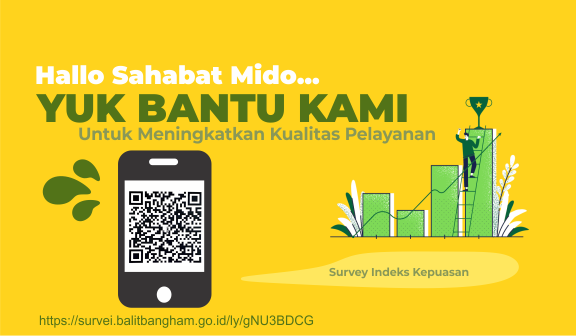 Hallo Sahabat Mido...
YUK BANTU KAMI
Untuk Meningkatkan Kualitas Pelayanan
Survey Indeks Kepuasan
https://survei.balitbangham.go.id/ly/gNU3BDCG